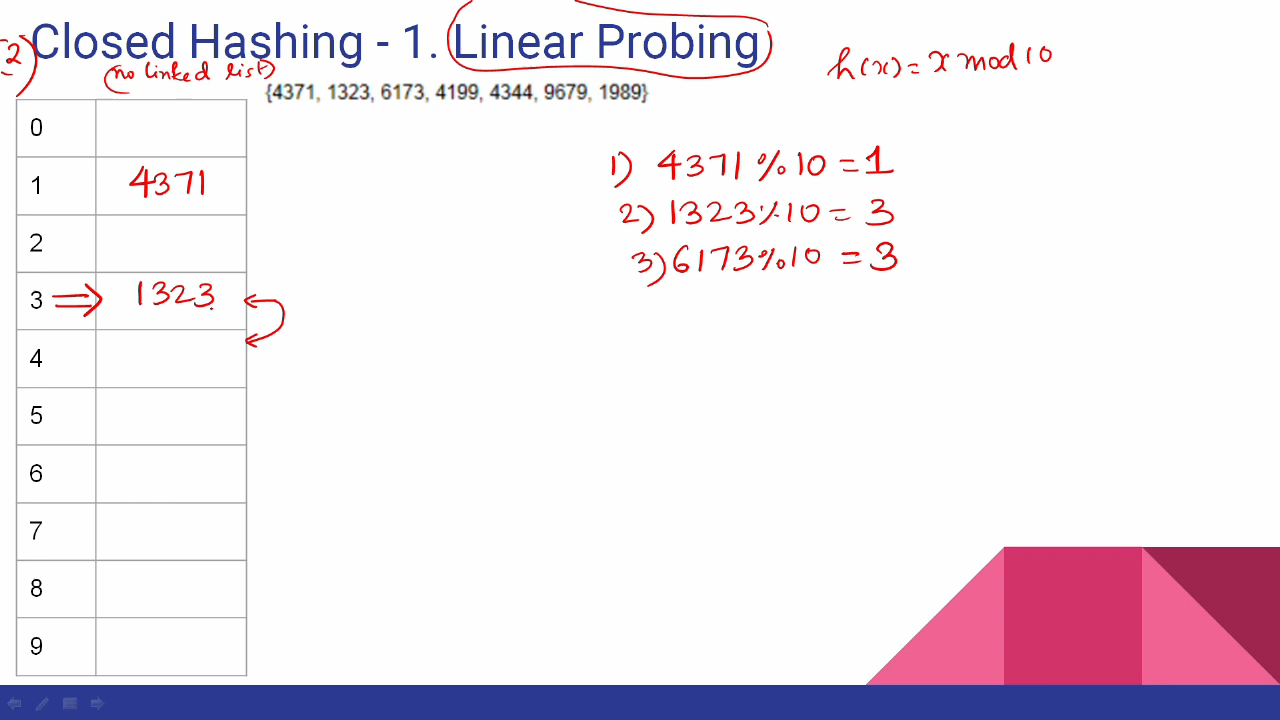 2) Closed Hashing - 1. Linear Probing
(no linked list)
h(x) = x mod 10
{4371, 1323, 6173, 4199, 4344, 9679, 1989}
0
1 4371
2
3 ⇒ 1323
4
5
6
7
8
9
1) 4371 % 10 = 1
2) 1323 % 10 = 3
3) 6173 % 10 = 3